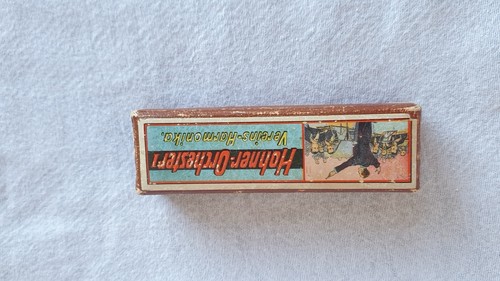 Hohner-Orchester I
Vereins-Harmonika.